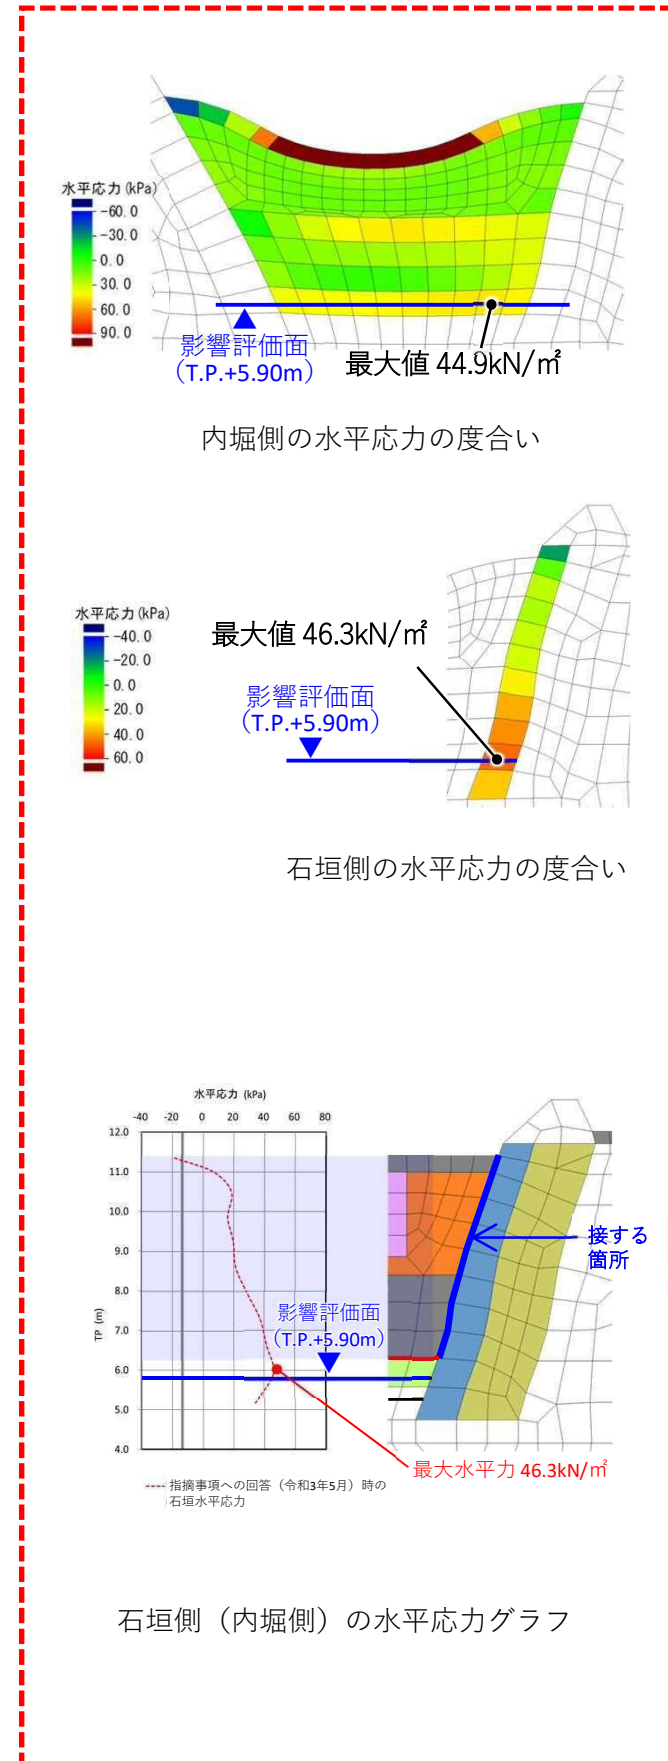 水平応力(kPa)
-60.0
-30.0
0.0
30.0
60.0
90.0
影響評価面
（T.P.+5.90m）
最大値 44.9kN/㎡
内堀側の水平応力の度合い
水平応力(kPa)
-40.0
-20.0
0.0
20.0
40.0
60.0
最大値 46.3kN/㎡
影響評価面
（T.P.+5.90m）
石垣側の水平応力の度合い
水平応力 (kPa)
-40 -20 0 20 40 60 80
12.0
11.0
10.0
9.0
8.0
7.0
6.0
5.0
4.0
TP (m)
影響評価面
（T.P.+5.90m）
接する
箇所
最大水平力 46.3kN/㎡
指摘事項への回答（令和3年5月）時の
石垣水平応力
石垣側（内堀側）の水平応力グラフ